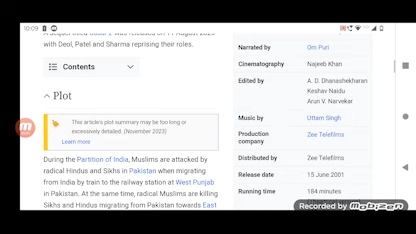 10:09
A sequel titled Gadar 2 was released on 11 August 2023
with Deol, Patel and Sharma reprising their roles.
Contents
Plot
This article's plot summary may be too long or
excessively detailed. (November 2023)
Learn more
During the Partition of India, Muslims are attacked by
radical Hindus and Sikhs in Pakistan when migrating
from India by train to the railway station at West Punjab
in Pakistan. At the same time, radical Muslims are killing
Sikhs and Hindus migrating from Pakistan towards East
Narrated by Om Puri
Cinematography Najeeb Khan
Edited by A. D. Dhanashekharan
Keshav Naidu
Arun V. Narvekar
Music by Uttam Singh
Production
company Zee Telefilms
Distributed by Zee Telefilms
Release date 15 June 2001
Running time 184 minutes
Recorded by Mobizen